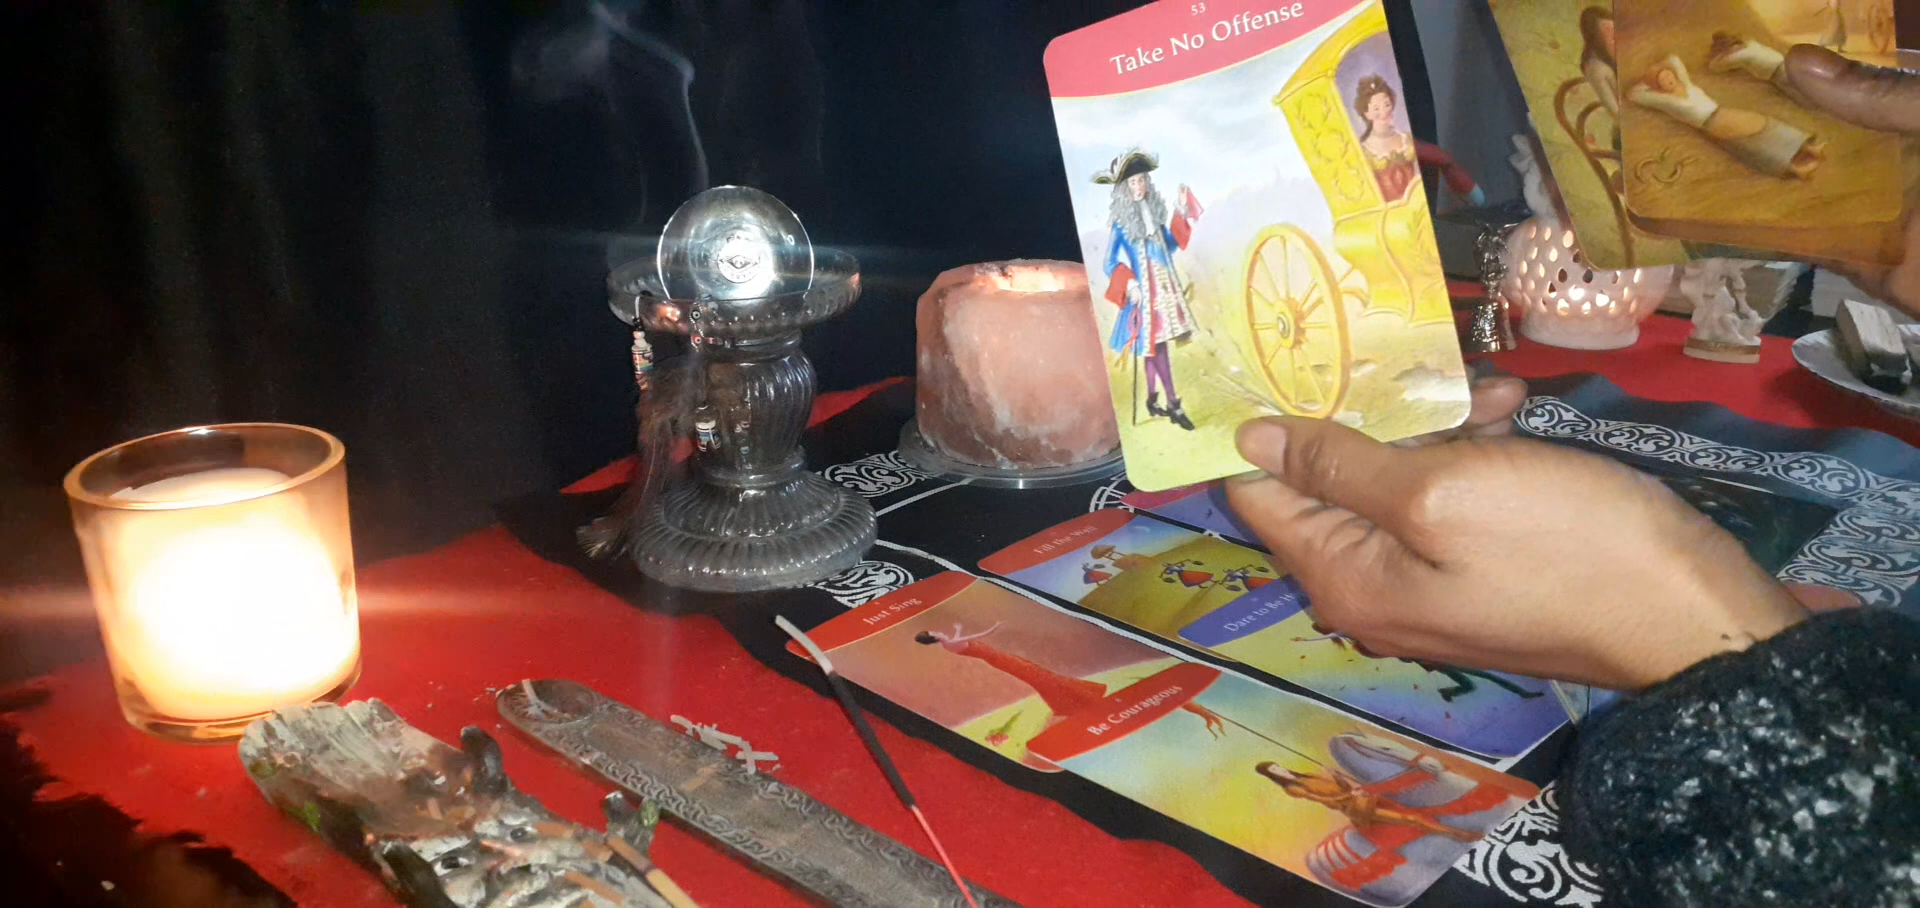 53
Take No Offense
Fill the Well
Just Sing
Dare to Be
Be Courageous